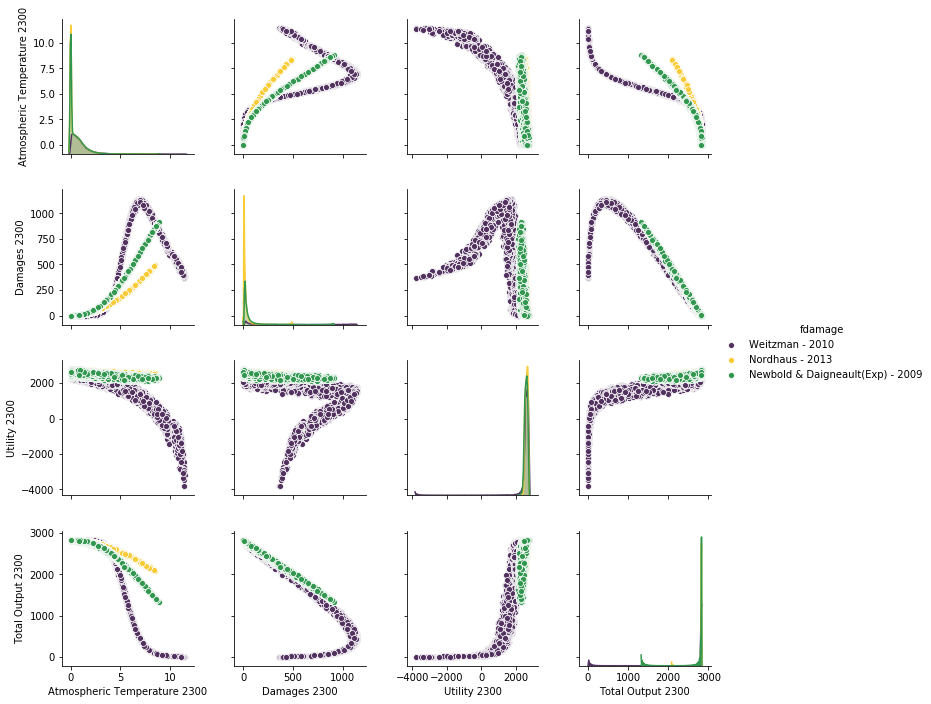 Atmospheric Temperature 2300
10.0
7.5
5.0
2.5
0.0
Damages 2300
1000
750
500
250
0
fdamage
Weitzman - 2010
Nordhaus - 2013
Newbold & Daigneault(Exp) - 2009
Utility 2300
2000
0
−2000
−4000
Total Output 2300
3000
2000
1000
0
0 5 10
0 500 1000
−4000 −2000 0 2000
0 1000 2000 3000
Atmospheric Temperature 2300
Damages 2300
Utility 2300
Total Output 2300